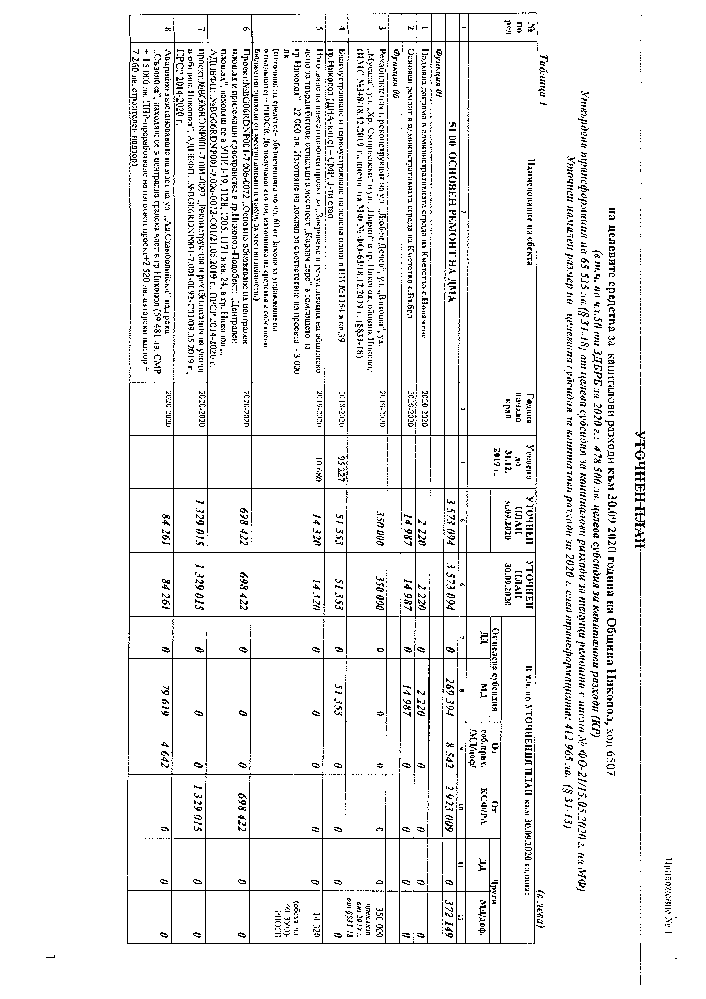 Приложение № 1
УТОЧНЕН ПЛАН
на целевите средства за капиталови разходи към 30.09 2020 година на Община Никопол, код 6507
(в т.ч. по чл.50 от ЗДБРБ за 2020 г.: 478 500 лв. целева субсидия за капиталови разходи (КР)
Утвърдена трансформация на 65 535 лв.(§ 31-18) от целева субсидия за капиталови разходи за текущи ремонти с писмо № ФО-21/15.05.2020 г. на МФ)
Уточнен намален размер на целевата субсидия за капиталови разходи за 2020 г. след трансформацията: 412 965 лв. (§ 31-13)
Таблица 1 (в лева)
№ по ред Наименование на обекта Година начало-край Усвоено до 31.12. 2019 г. УТОЧНЕН ПЛАН м.09.2020 УТОЧНЕН ПЛАН 30.09.2020 В т.ч. по УТОЧНЕНИЯ ПЛАН към 30.09.2020 година:
От целева субсидия От соб.прих. /МД/доф/ От КСФ/РА Други
ДД МД ДД МД/доф.
1 2 3 4 6 6 7 8 9 10 11 12
51 00 ОСНОВЕН РЕМОНТ НА ДМА 3 573 094 3 573 094 0 269 394 8 542 2 923 009 0 372 149
Функция 01
1 Подмяна дограма в административната сграда на Кметство с.Новачене 2020-2020 2 220 2 220 0 2 220 0 0 0 0
2 Основен ремонт в административната сграда на Кметство с.Въбел 2020-2020 14 987 14 987 0 14 987 0 0 0 0
Функция 06
3 Рехабилитация и реконструкция на ул. „Любен Дочев“, ул. „Витоша“, ул. 2019-2020 350 000 350 000 0 0 0 0 0 350 000
„Мусала“, ул. „Хр. Смирненски“ и ул. „Пирин“ в гр. Никопол, община Никопол прех.ост. от 2019 г.
(ПМС №348/18.12.2019 г., писмо на МФ № ФО-63/18.12.2019 г. (§§31-18) от §§31-18
4 Благоустрояване и паркоустрояване на зелена площ в ПИ №1154 в кв.39 2018-2020 95 227 51 353 51 353 0 51 353 0 0 0 0
гр.Никопол (ДНА-кино) – СМР, 3-ти етап
5 Изготвяне на инвестиционен проект за „Закриване и рекултивация на общинско 2019-2020 10 680 14 320 14 320 0 0 0 0 0 14 320
депо за твърди битови отпадъци в местност „Караач дере“ в землището на
гр.Никопол“ 22 000 лв. Изготвяне на доклад за съответствие на проекта - 3 000 (обезп. чл
лв. 60 ЗУО)-
(източник на средства- обезпеченията по чл. 60 от Закона за управление на РИОСВ
отпадъците) – РИОСВ. До получаването им, източника на средства е собствени
бюджетни приходи от местни данъци и такси, за местни дейности.)
6 Проект:№BG06RDNP001-7.006-0072 „Основно обновяване на централен 2020-2020 698 422 698 422 0 0 0 698 422 0 0
площад и прилежащи пространства в гр.Никопол-Подобект: „Централен
площад“, находящ се в УПИ I-19, 1128, 1205, 1171 в кв. 24, в гр. Никопол
АДПБФП: №BG06RDNP001-7.006-0072-C01/21.05.2019 г., ПРСР 2014-2020 г.
7 проект:№BG06RDNP001-7.001-0092 „Реконструкция и рехабилитация на улици 2020-2020 1 329 015 1 329 015 0 0 0 1 329 015 0 0
в община Никопол“, АДПБФП: №BG06RDNP001-7.001-0092-C01/09.05.2019 г.,
ПРСР 2014-2020 г.
8 Аварийно възстановяване на мост на ул. „Ал.Стамболийски“ над река 2020-2020 84 261 84 261 0 79 619 4 642 0 0 0
„Съзлийка“, находящ се в централна градска част в гр.Никопол (59 481 лв. СМР
+ 15 000 лв. ППР-преработване на изготвен проект+2 520 лв. авторски надзор +
7 260 лв. строителен надзор)
1